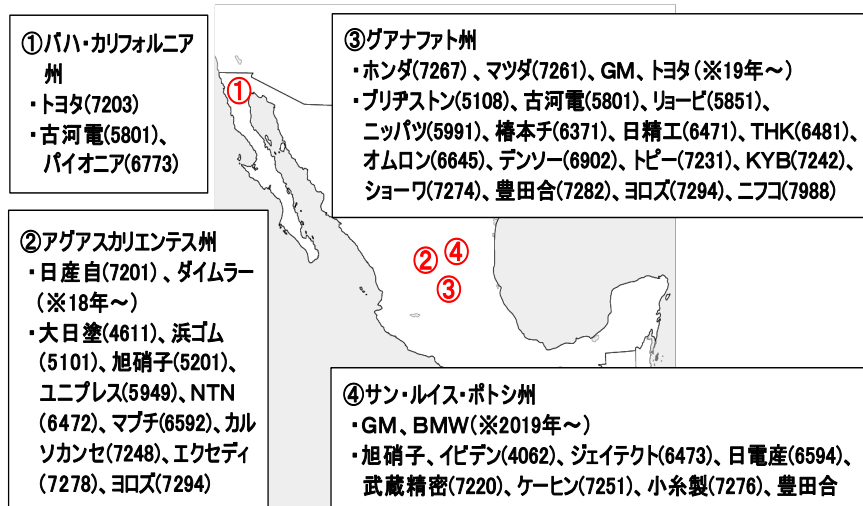 ①バハ・カリフォルニア
州
・トヨタ(7203)
・古河電(5801)、
パイオニア(6773)
②アグアスカリエンテス州
・日産自(7201)、ダイムラー
(※18年～)
・大日塗(4611)、浜ゴム
(5101)、旭硝子(5201)、
ユニプレス(5949)、NTN
(6472)、マブチ(6592)、カル
ソカンセ(7248)、エクセディ
(7278)、ヨロズ(7294)
③グアナファト州
・ホンダ(7267)、マツダ(7261)、GM、トヨタ(※19年～)
・ブリヂストン(5108)、古河電(5801)、リョービ(5851)、
ニッパツ(5991)、椿本チ(6371)、日精工(6471)、THK(6481)、
オムロン(6645)、デンソー(6902)、トピー(7231)、KYB(7242)、
ショーワ(7274)、豊田合(7282)、ヨロズ(7294)、ニフコ(7988)
④サン・ルイス・ポトシ州
・GM、BMW(※2019年～)
・旭硝子、イビデン(4062)、ジェイテクト(6473)、日電産(6594)、
武蔵精密(7220)、ケーヒン(7251)、小糸製(7276)、豊田合
①
②
④
③